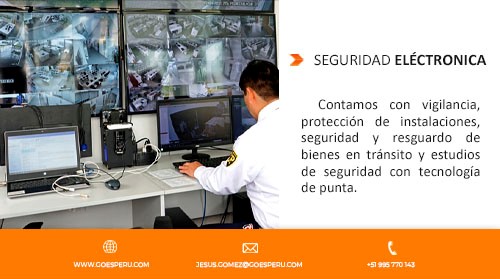 SEGURIDAD ELÉCTRONICA
Contamos con vigilancia,
protección de instalaciones,
seguridad y resguardo de
bienes en tránsito y estudios
de seguridad con tecnología
de punta.
WWW.GOESPERU.COM
JESUS.GOMEZ@GOESPERU.COM
+51 995 770 143